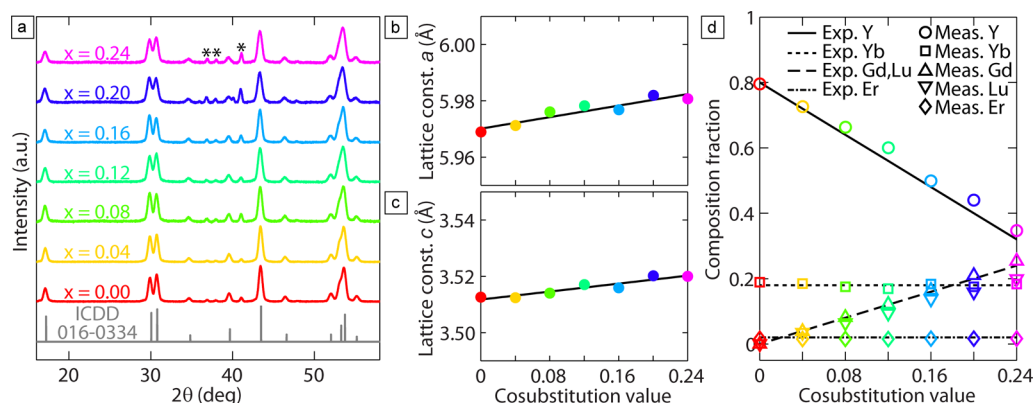 a
x = 0.24
** *
x = 0.20
x = 0.16
x = 0.12
x = 0.08
x = 0.04
x = 0.00
ICDD
016-0334
Intensity (a.u.)
20 30 40 50
2θ (deg)
b
6.00
5.98
5.96
Lattice const. a (Å)
c
3.54
3.52
3.50
Lattice const. c (Å)
0 0.08 0.16 0.24
Cosubstitution value
d
Exp. Y
Exp. Yb
Exp. Gd,Lu
Exp. Er
Meas. Y
Meas. Yb
Meas. Gd
Meas. Lu
Meas. Er
1.0
0.8
0.6
0.4
0.2
0
Composition fraction
0 0.08 0.16 0.24
Cosubstitution value